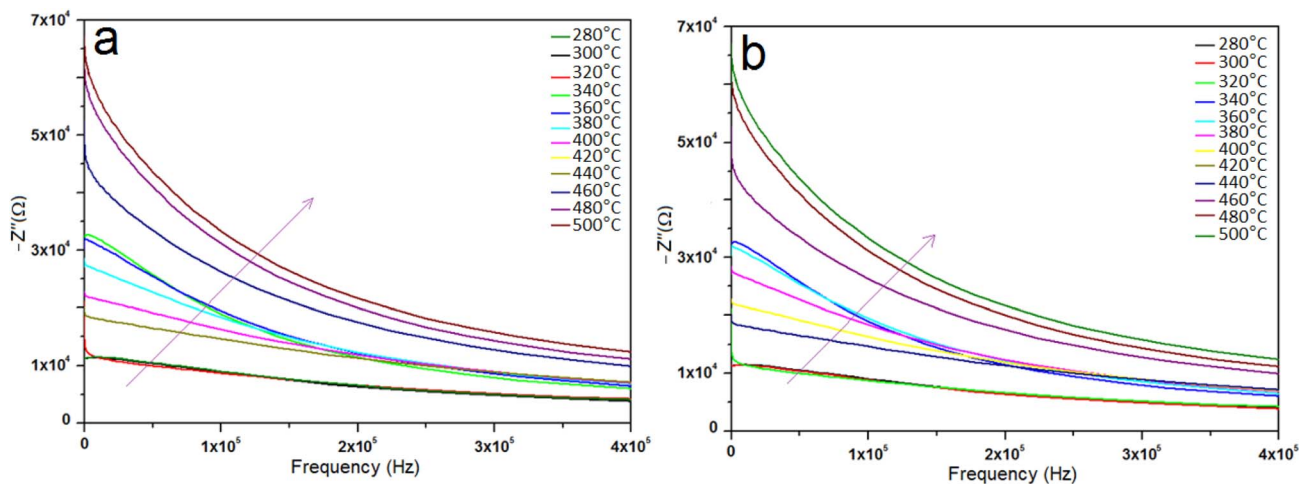 a
7x10⁴
5x10⁴
3x10⁴
1x10⁴
0
−Z"(Ω)
280°C
300°C
320°C
340°C
360°C
380°C
400°C
420°C
440°C
460°C
480°C
500°C
0
1x10⁵
2x10⁵
3x10⁵
4x10⁵
Frequency (Hz)
b
7x10⁴
5x10⁴
3x10⁴
1x10⁴
0
−Z"(Ω)
280°C
300°C
320°C
340°C
360°C
380°C
400°C
420°C
440°C
460°C
480°C
500°C
0
1x10⁵
2x10⁵
3x10⁵
4x10⁵
Frequency (Hz)